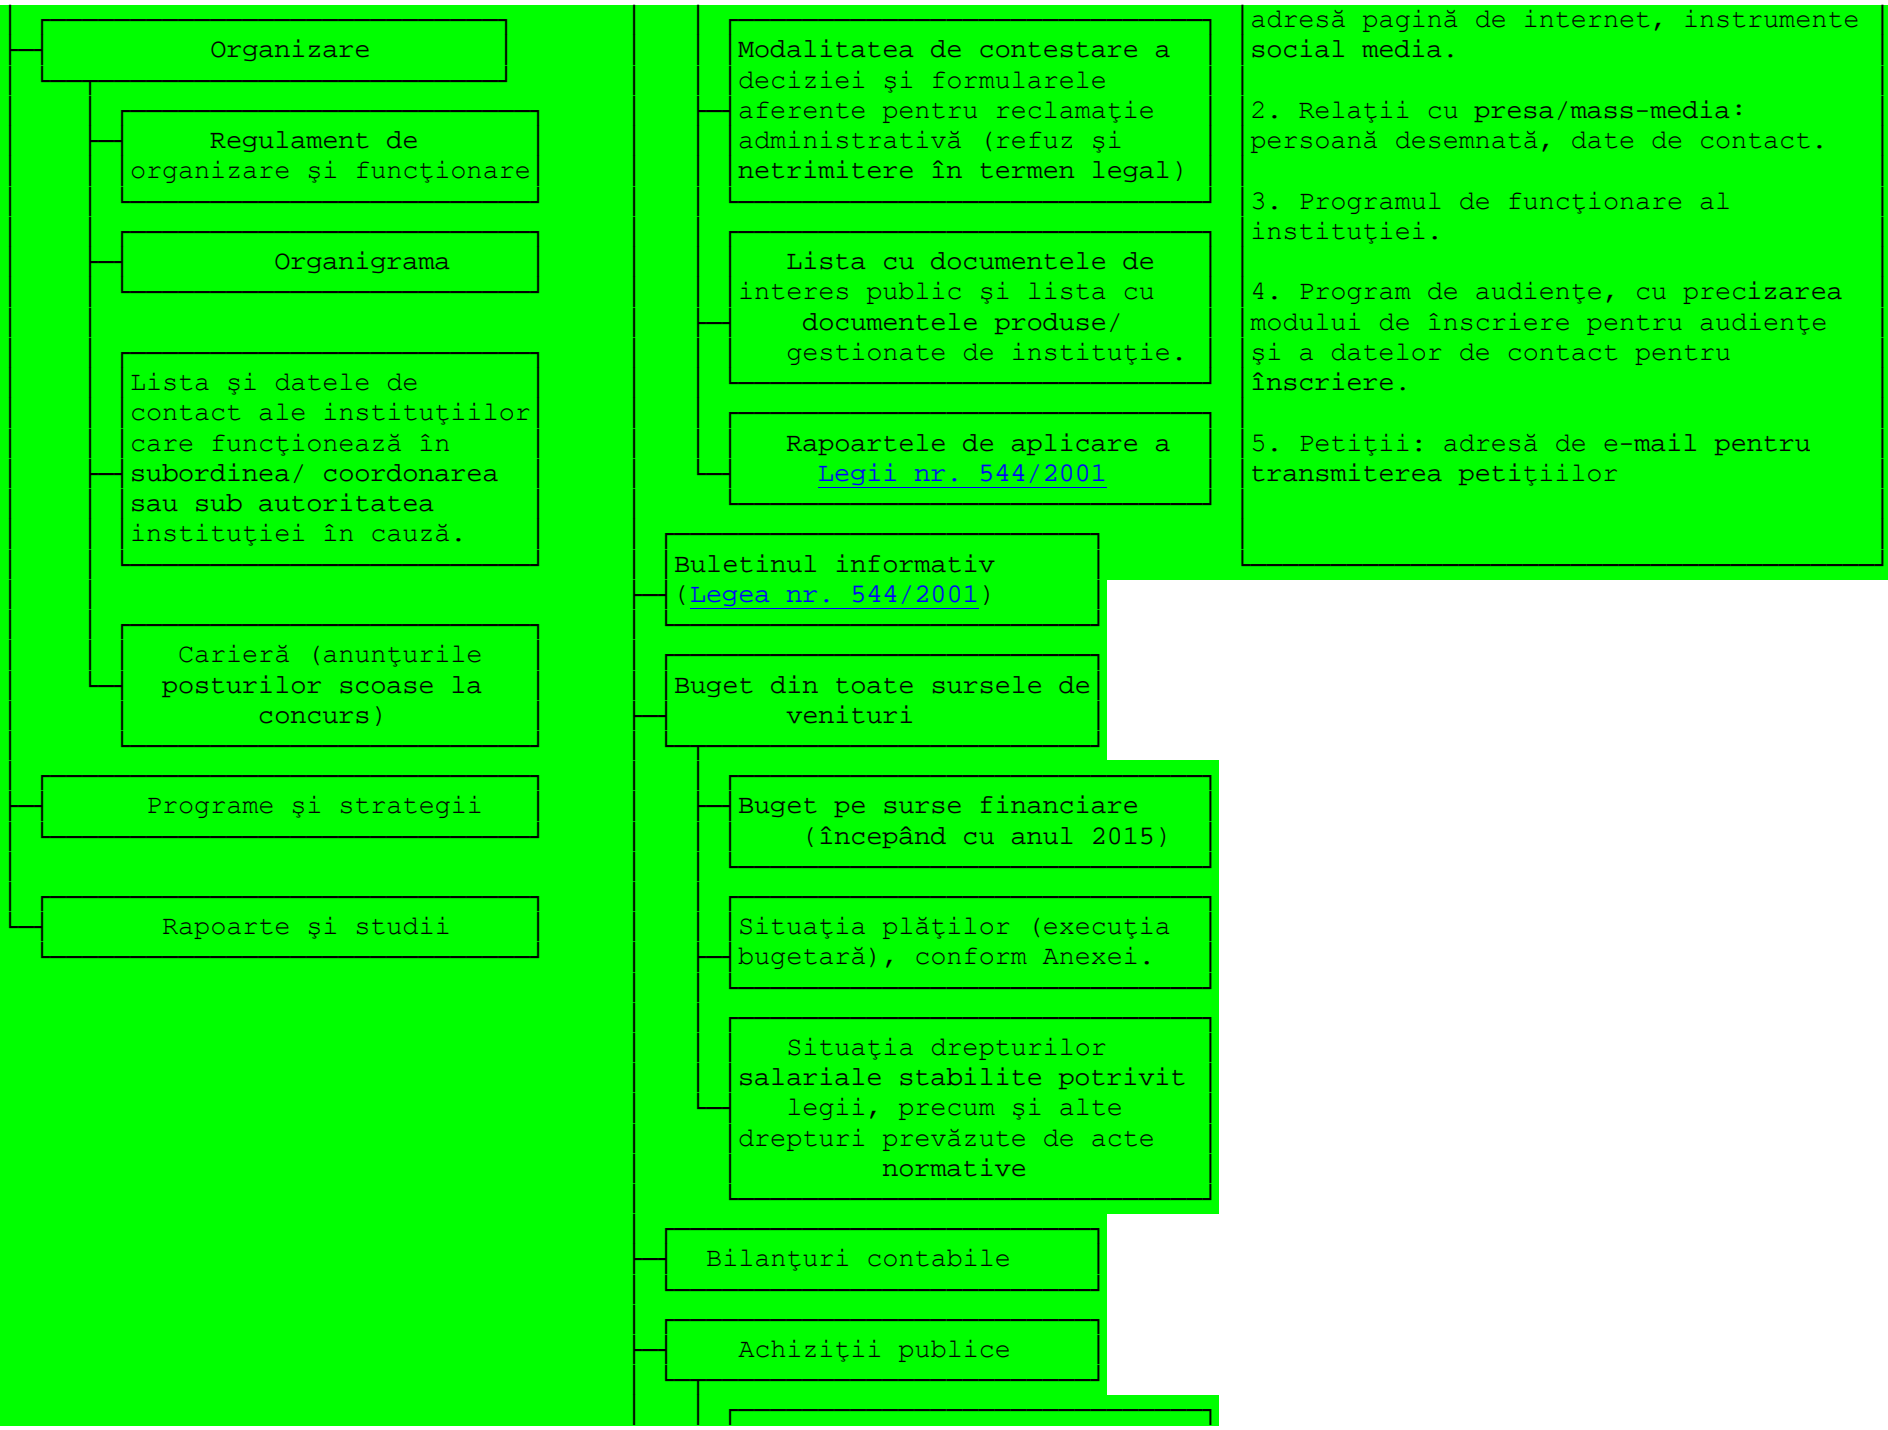 Organizare
Regulament de
organizare şi funcţionare
Organigrama
Lista şi datele de
contact ale instituţiilor
care funcţionează în
subordinea/ coordonarea
sau sub autoritatea
instituţiei în cauză.
Carieră (anunţurile
posturilor scoase la
concurs)
Programe şi strategii
Rapoarte şi studii
Modalitatea de contestare a
deciziei şi formularele
aferente pentru reclamaţie
administrativă (refuz şi
netrimitere în termen legal)
Lista cu documentele de
interes public şi lista cu
documentele produse/
gestionate de instituţie.
Rapoartele de aplicare a
Legii nr. 544/2001
Buletinul informativ
(Legea nr. 544/2001)
Buget din toate sursele de
venituri
Buget pe surse financiare
(începând cu anul 2015)
Situaţia plăţilor (execuţia
bugetară), conform Anexei.
Situaţia drepturilor
salariale stabilite potrivit
legii, precum şi alte
drepturi prevăzute de acte
normative
Bilanţuri contabile
Achiziţii publice
adresă pagină de internet, instrumente
social media.
2. Relaţii cu presa/mass-media:
persoană desemnată, date de contact.
3. Programul de funcţionare al
instituţiei.
4. Program de audienţe, cu precizarea
modului de înscriere pentru audienţe
şi a datelor de contact pentru
înscriere.
5. Petiţii: adresă de e-mail pentru
transmiterea petiţiilor